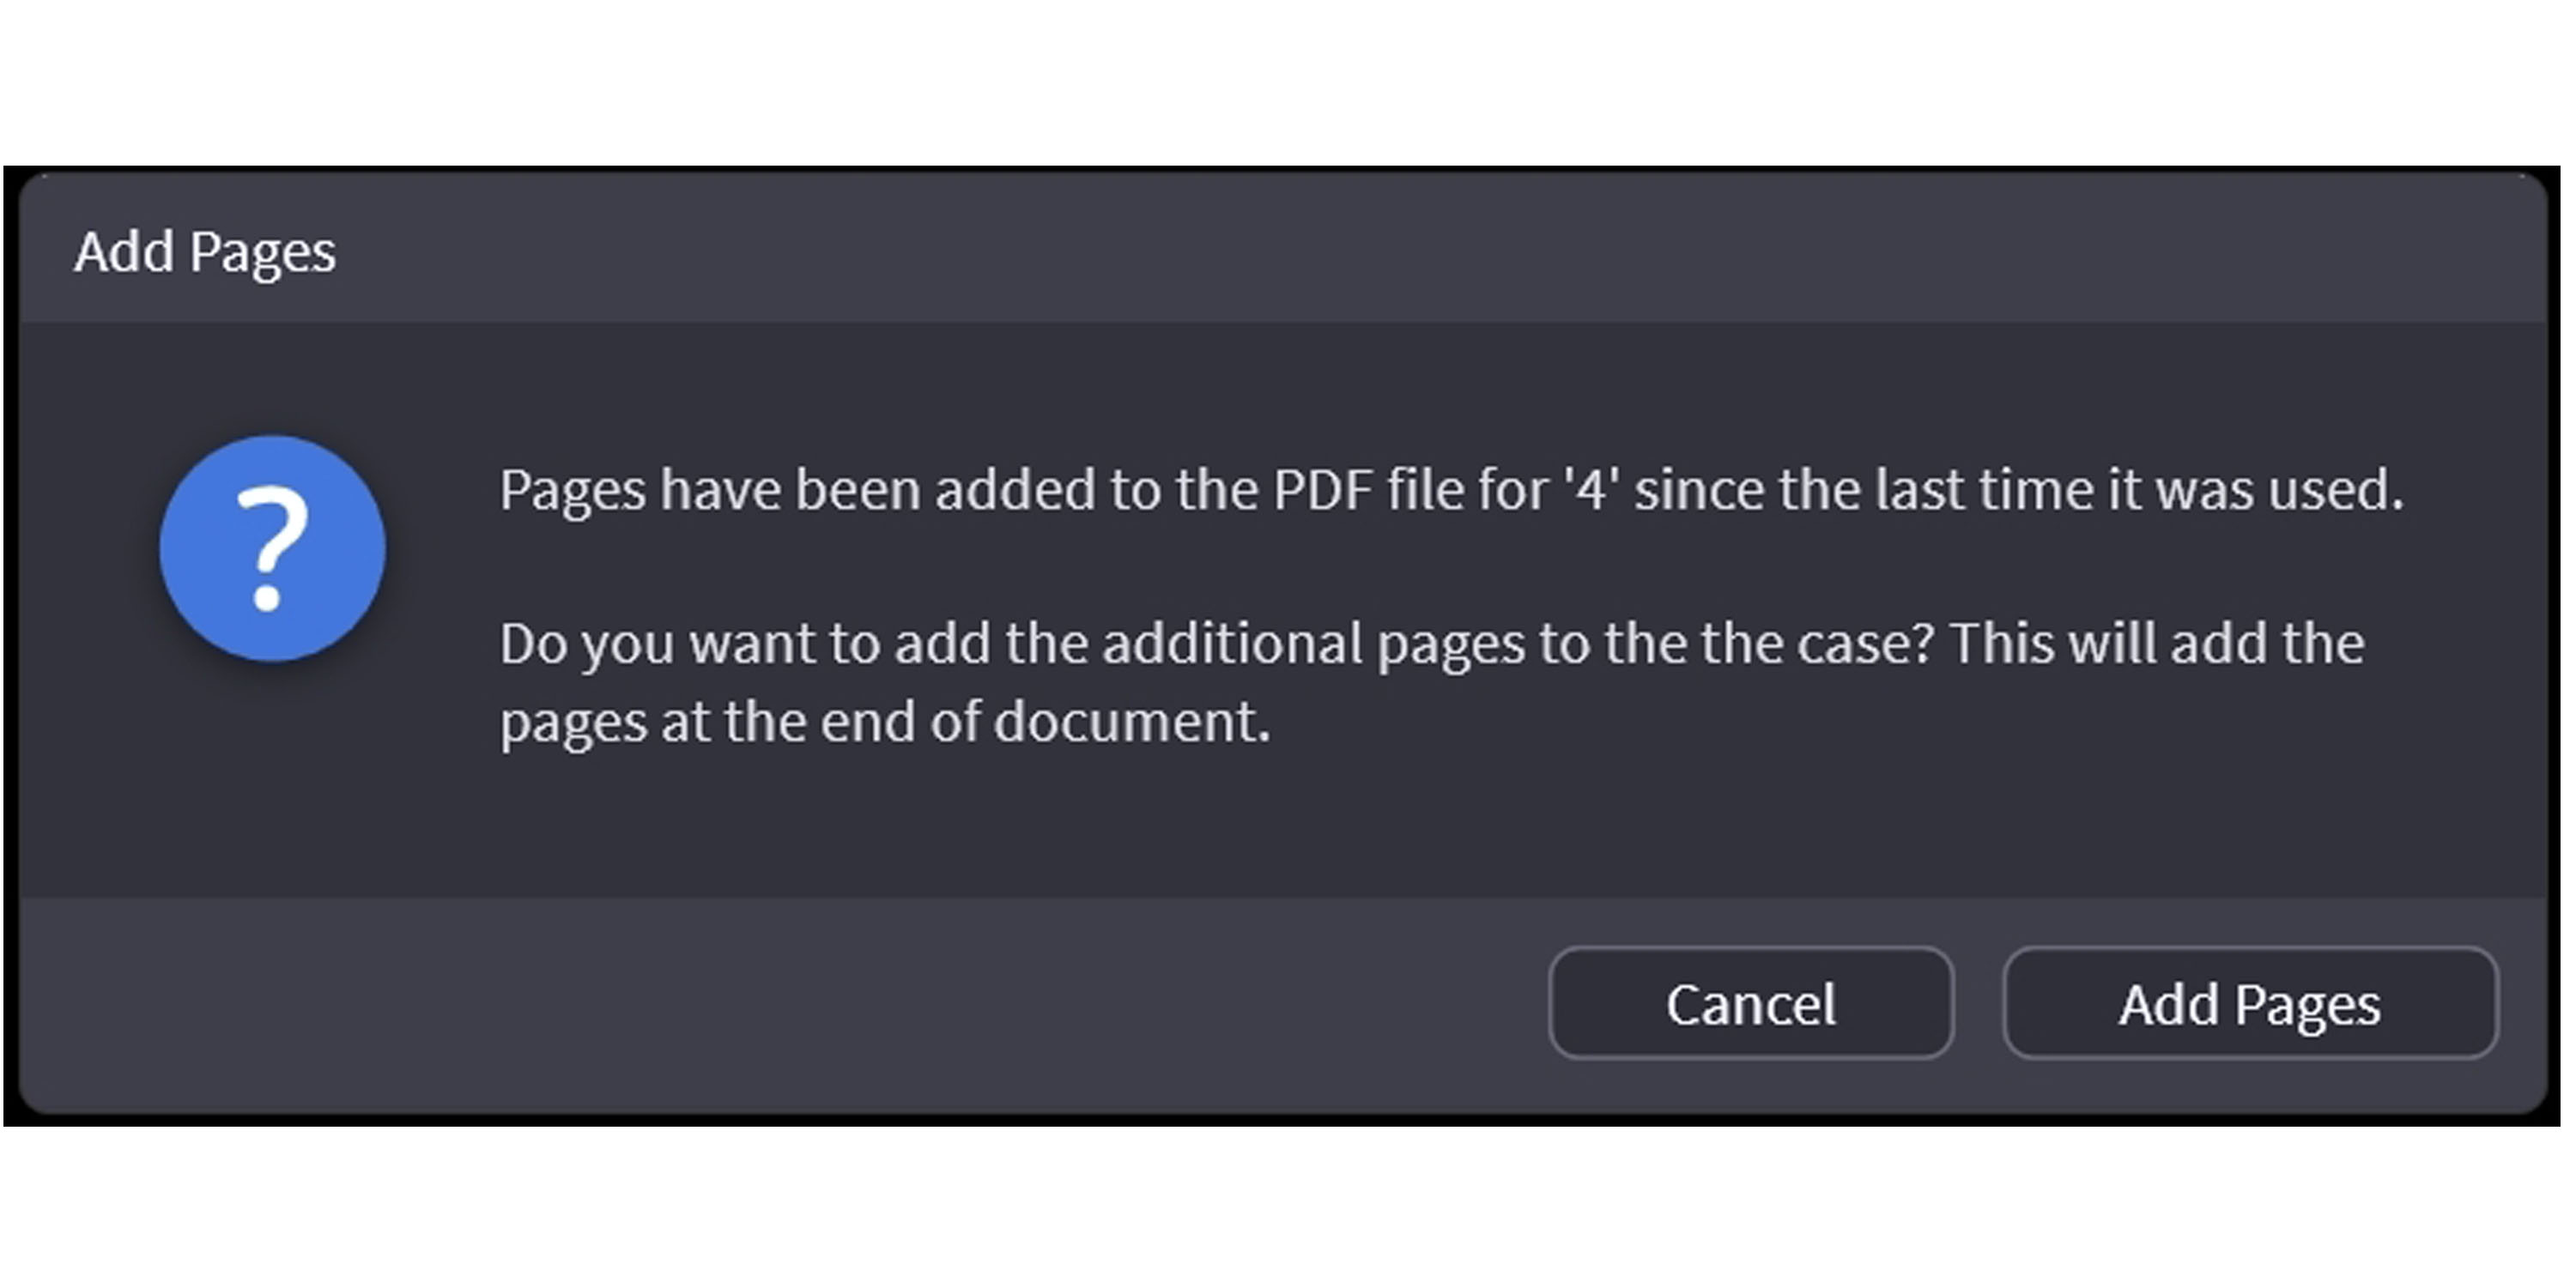 Add Pages
?
Pages have been added to the PDF file for '4' since the last time it was used.
Do you want to add the additional pages to the the case? This will add the
pages at the end of document.
Cancel
Add Pages